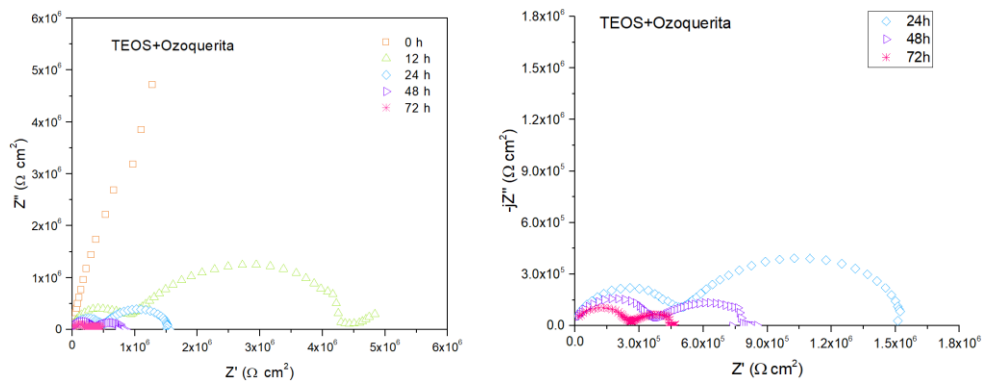 TEOS+Ozoquerita
0 h
12 h
24 h
48 h
72 h
6x10⁶
5x10⁶
4x10⁶
3x10⁶
2x10⁶
1x10⁶
0
Z'' (Ω cm²)
0
1x10⁶
2x10⁶
3x10⁶
4x10⁶
5x10⁶
6x10⁶
Z' (Ω cm²)
TEOS+Ozoquerita
24h
48h
72h
1.8x10⁶
1.5x10⁶
1.2x10⁶
9.0x10⁵
6.0x10⁵
3.0x10⁵
0.0
-jZ'' (Ω cm²)
0.0
3.0x10⁵
6.0x10⁵
9.0x10⁵
1.2x10⁶
1.5x10⁶
1.8x10⁶
Z' (Ω cm²)